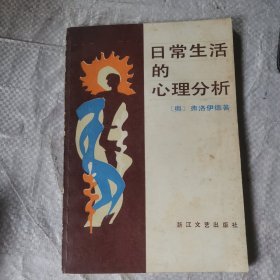 日常生活
的
心理分析
〔奥〕弗洛伊德著
浙江文艺出版社